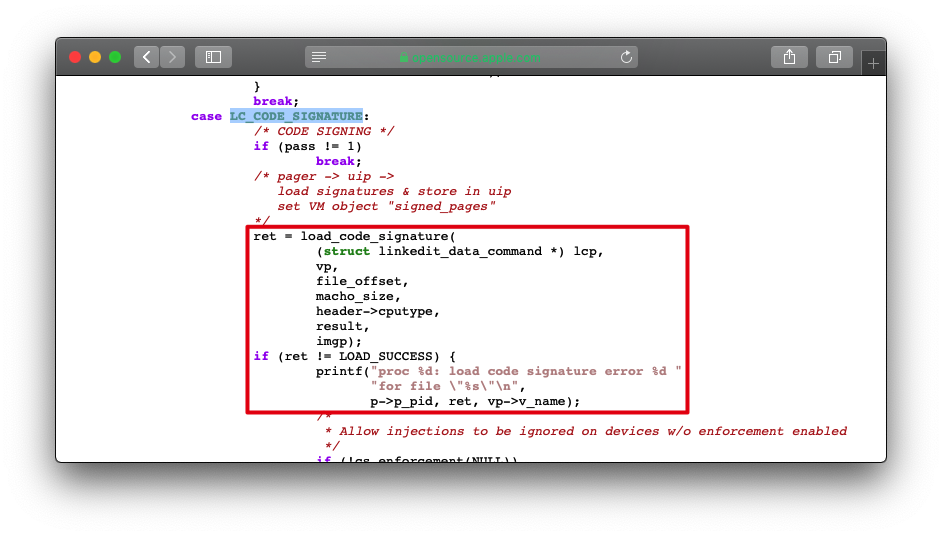 opensource.apple.com
}
break;
case LC_CODE_SIGNATURE:
/* CODE SIGNING */
if (pass != 1)
break;
/* pager -> uip ->
load signatures & store in uip
set VM object "signed_pages"
*/
ret = load_code_signature(
(struct linkedit_data_command *) lcp,
vp,
file_offset,
macho_size,
header->cputype,
result,
imgp);
if (ret != LOAD_SUCCESS) {
printf("proc %d: load code signature error %d "
"for file \"%s\"\n",
p->p_pid, ret, vp->v_name);
/*
* Allow injections to be ignored on devices w/o enforcement enabled
*/
if (!cs_enforcement(NULL))